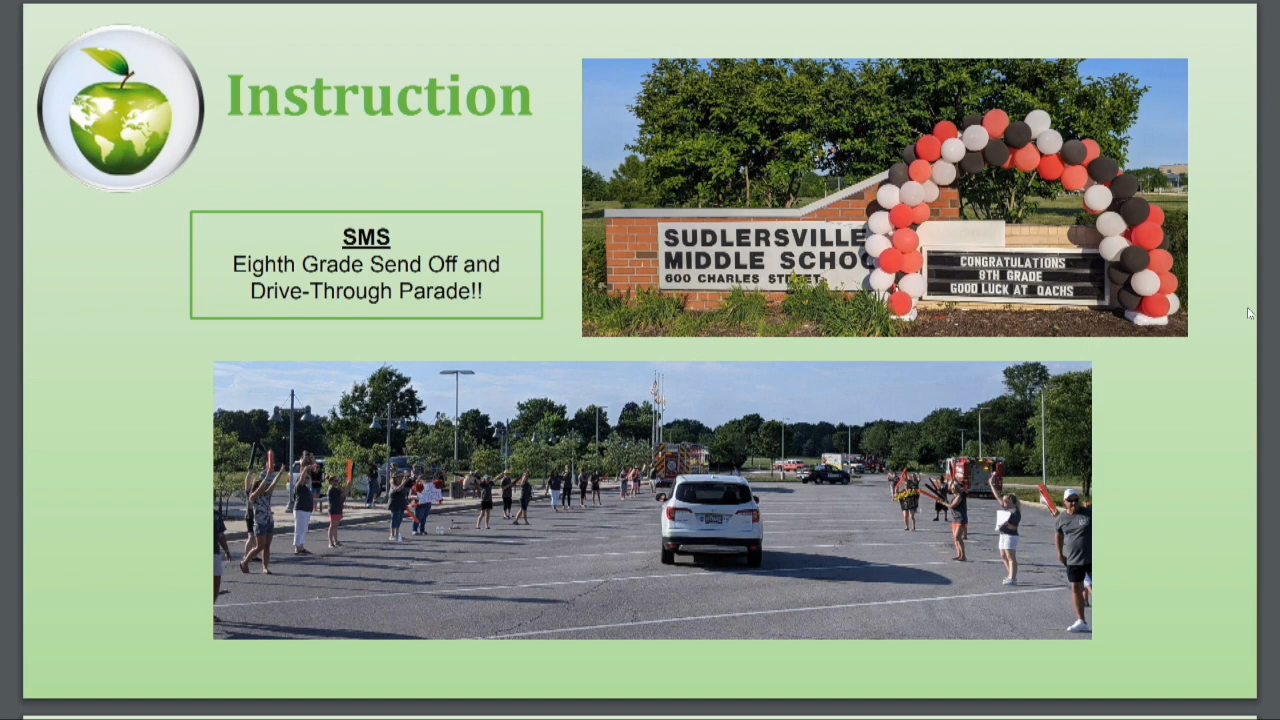 Instruction
SMS
Eighth Grade Send Off and
Drive-Through Parade!!
SUDLERSVILLE
MIDDLE SCHOO
600 CHARLES STREET
CONGRATULATIONS
8TH GRADE
GOOD LUCK AT QACHS